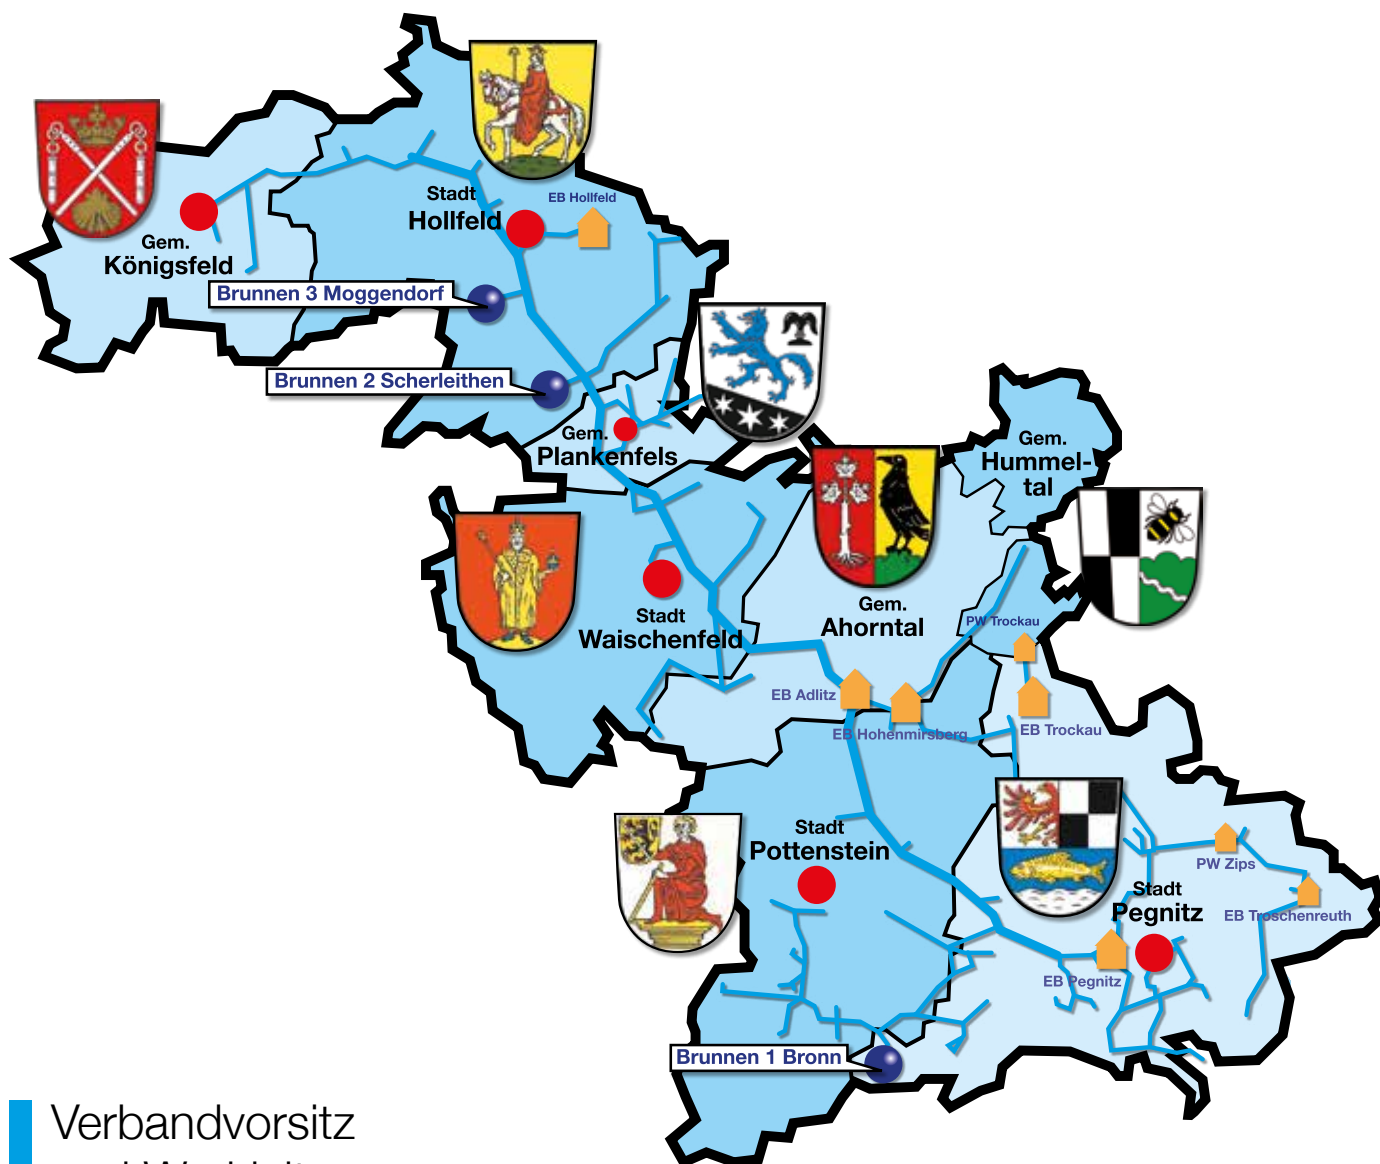 Stadt
Hollfeld
EB Hollfeld
Gem.
Königsfeld
Brunnen 3 Moggendorf
Brunnen 2 Scherleithen
Gem.
Plankenfels
Gem.
Hummel-
tal
Gem.
Ahorntal
PW Trockau
Stadt
Waischenfeld
EB Adlitz
EB Hohenmirsberg
EB Trockau
Stadt
Pottenstein
PW Zips
Stadt
Pegnitz
EB Troschenreuth
EB Pegnitz
Brunnen 1 Bronn
Verbandvorsitz